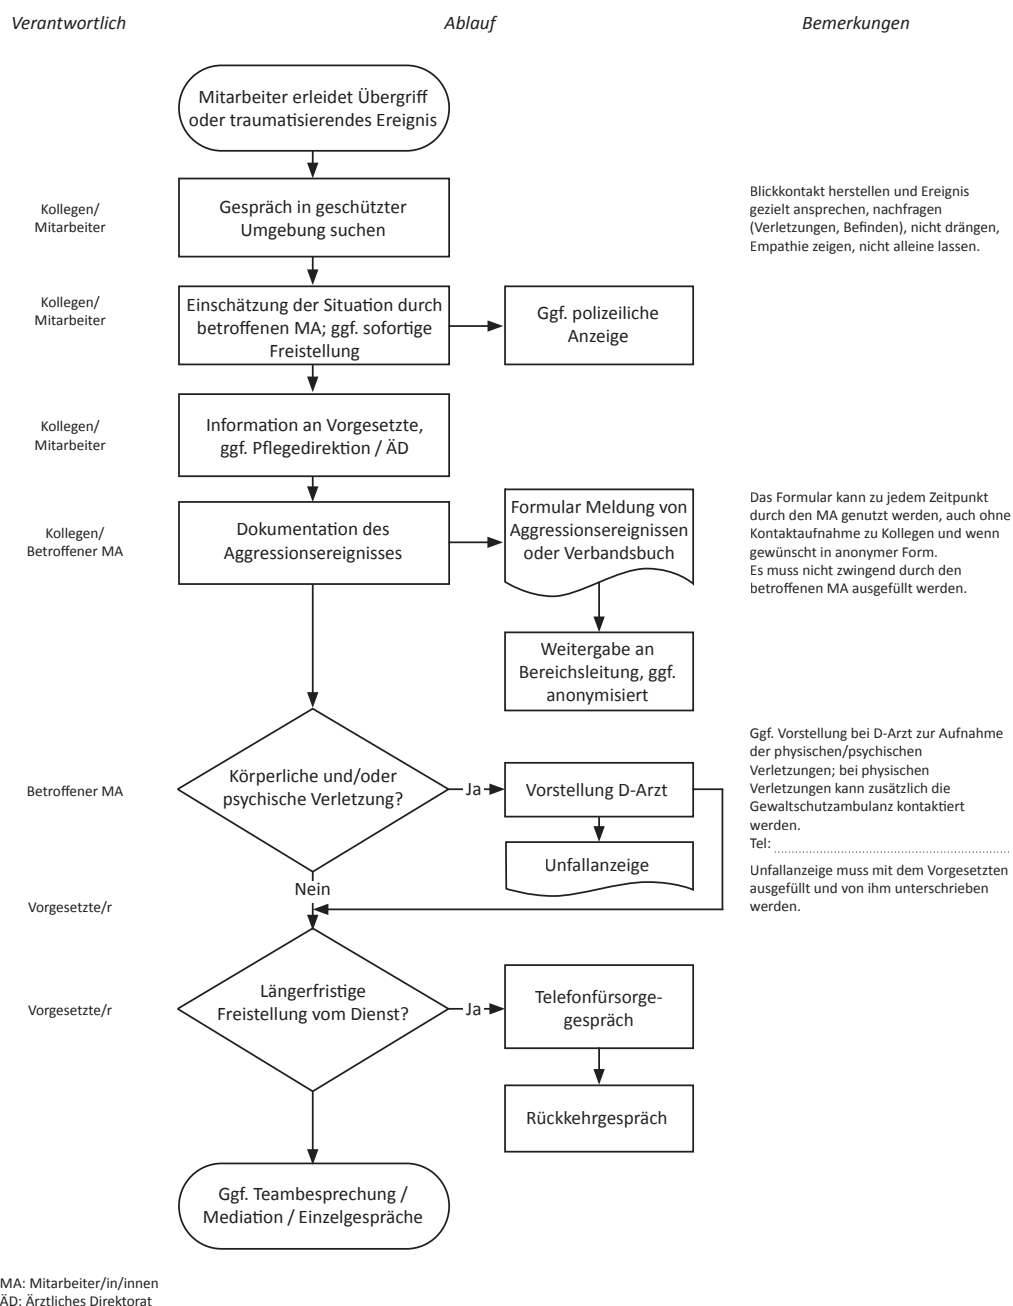 Verantwortlich
Ablauf
Bemerkungen
Mitarbeiter erleidet Übergriff
oder traumatisierendes Ereignis
Kollegen/
Mitarbeiter
Gespräch in geschützter
Umgebung suchen
Blickkontakt herstellen und Ereignis
gezielt ansprechen, nachfragen
(Verletzungen, Befinden), nicht drängen,
Empathie zeigen, nicht alleine lassen.
Kollegen/
Mitarbeiter
Einschätzung der Situation durch
betroffenen MA; ggf. sofortige
Freistellung
Ggf. polizeiliche
Anzeige
Kollegen/
Mitarbeiter
Information an Vorgesetzte,
ggf. Pflegedirektion / ÄD
Kollegen/
Betroffener MA
Dokumentation des
Aggressionsereignisses
Formular Meldung von
Aggressionsereignissen
oder Verbandsbuch
Das Formular kann zu jedem Zeitpunkt
durch den MA genutzt werden, auch ohne
Kontaktaufnahme zu Kollegen und wenn
gewünscht in anonymer Form.
Es muss nicht zwingend durch den
betroffenen MA ausgefüllt werden.
Weitergabe an
Bereichsleitung, ggf.
anonymisiert
Betroffener MA
Körperliche und/oder
psychische Verletzung?
Ja
Vorstellung D-Arzt
Ggf. Vorstellung bei D-Arzt zur Aufnahme
der physischen/psychischen
Verletzungen; bei physischen
Verletzungen kann zusätzlich die
Gewaltschutzambulanz kontaktiert
werden.
Tel:
Unfallanzeige
Unfallanzeige muss mit dem Vorgesetzten
ausgefüllt und von ihm unterschrieben
werden.
Nein
Vorgesetzte/r
Vorgesetzte/r
Längerfristige
Freistellung vom Dienst?
Ja
Telefonfürsorge-
gespräch
Rückkehrgespräch
Ggf. Teambesprechung /
Mediation / Einzelgespräche
MA: Mitarbeiter/in/innen
ÄD: Ärztliches Direktorat